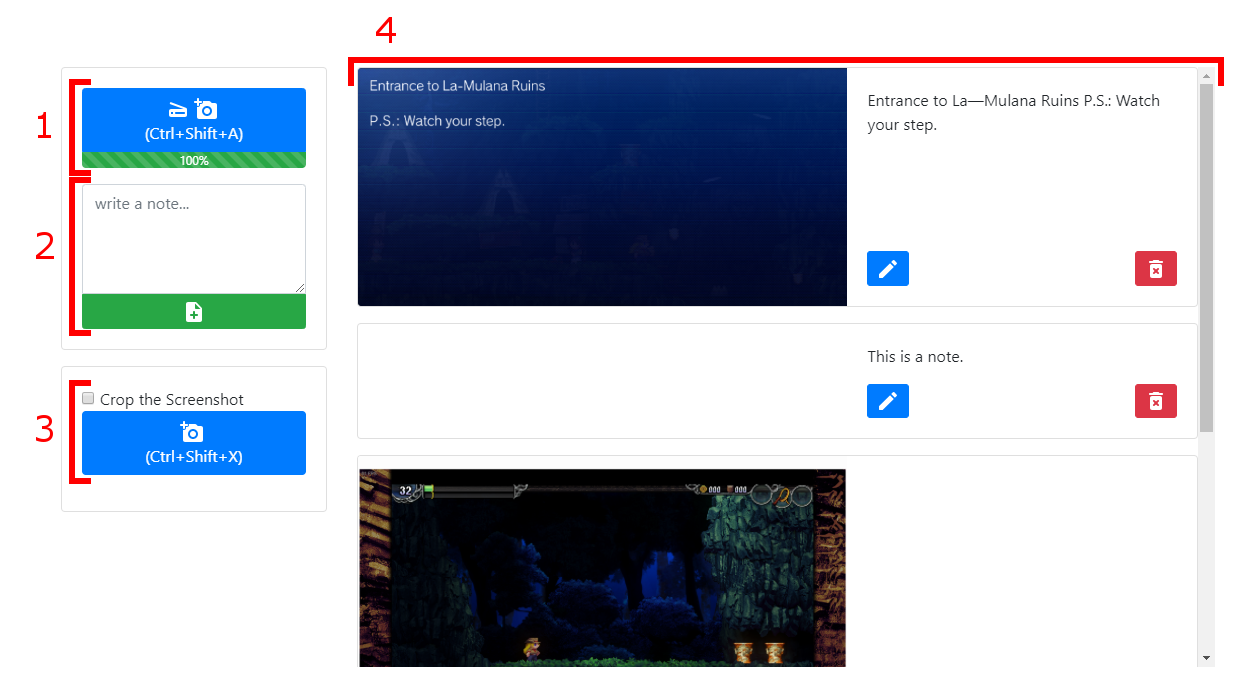 4
1
(Ctrl+Shift+A)
100%
2
write a note...
3
Crop the Screenshot
(Ctrl+Shift+X)
Entrance to La-Mulana Ruins
P.S.: Watch your step.
Entrance to La—Mulana Ruins P.S.: Watch
your step.
This is a note.
32
000
000